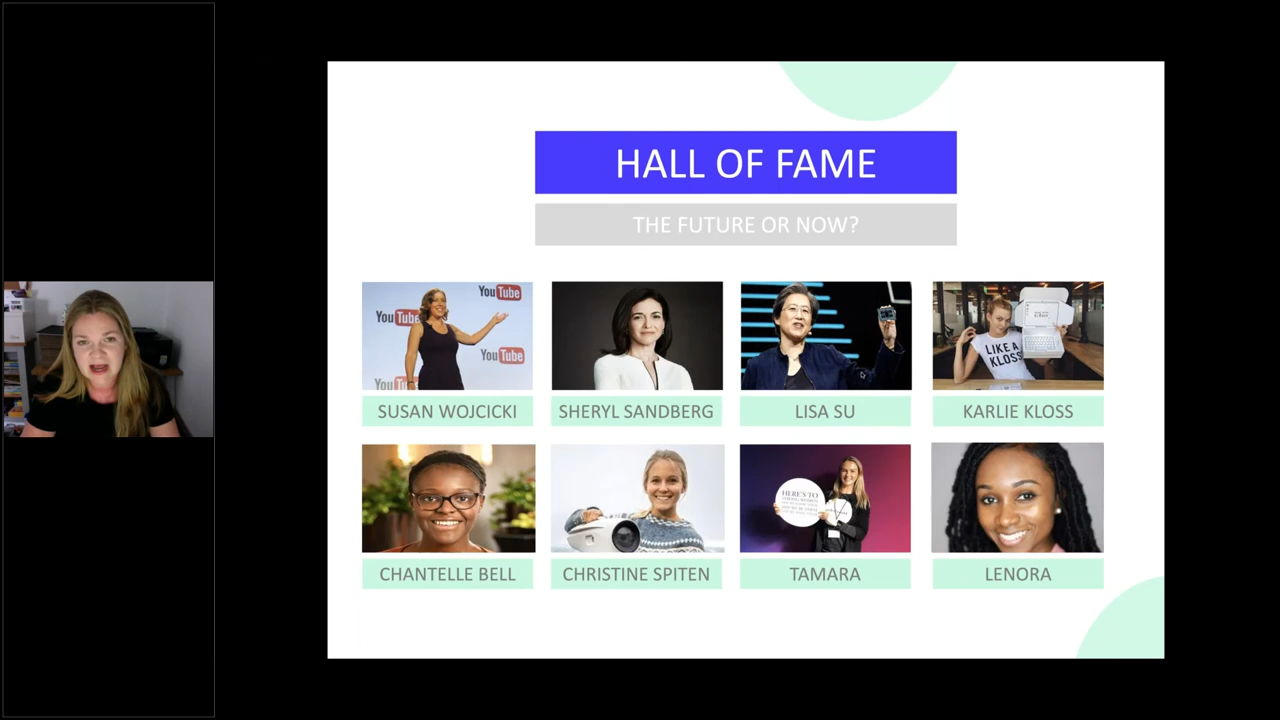 HALL OF FAME
THE FUTURE OR NOW?
YouTube
YouTube
YouTube
LIKE A
KLOSS
SUSAN WOJCICKI
SHERYL SANDBERG
LISA SU
KARLIE KLOSS
HERE'S TO
CHANTELLE BELL
CHRISTINE SPITEN
TAMARA
LENORA